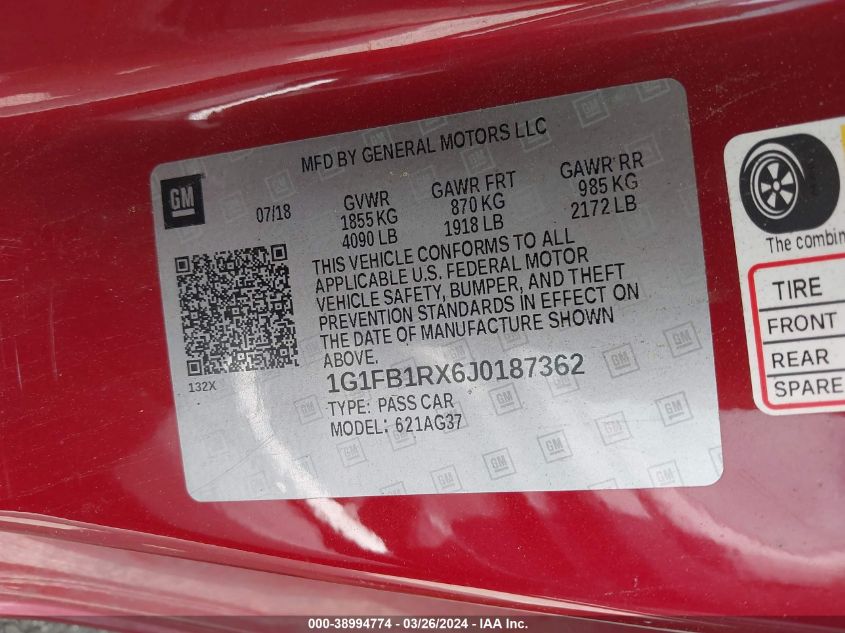 MFD BY GENERAL MOTORS LLC
GM
07/18
GVWR GAWR FRT GAWR RR
1855 KG 870 KG 985 KG
4090 LB 1918 LB 2172 LB
THIS VEHICLE CONFORMS TO ALL
APPLICABLE U.S. FEDERAL MOTOR
VEHICLE SAFETY, BUMPER, AND THEFT
PREVENTION STANDARDS IN EFFECT ON
THE DATE OF MANUFACTURE SHOWN
ABOVE.
132X
1G1FB1RX6J0187362
TYPE: PASS CAR
MODEL: 621AG37
The combin
TIRE
FRONT
REAR
SPARE
000-38994774 / 03/26/2024 / IAAI.COM